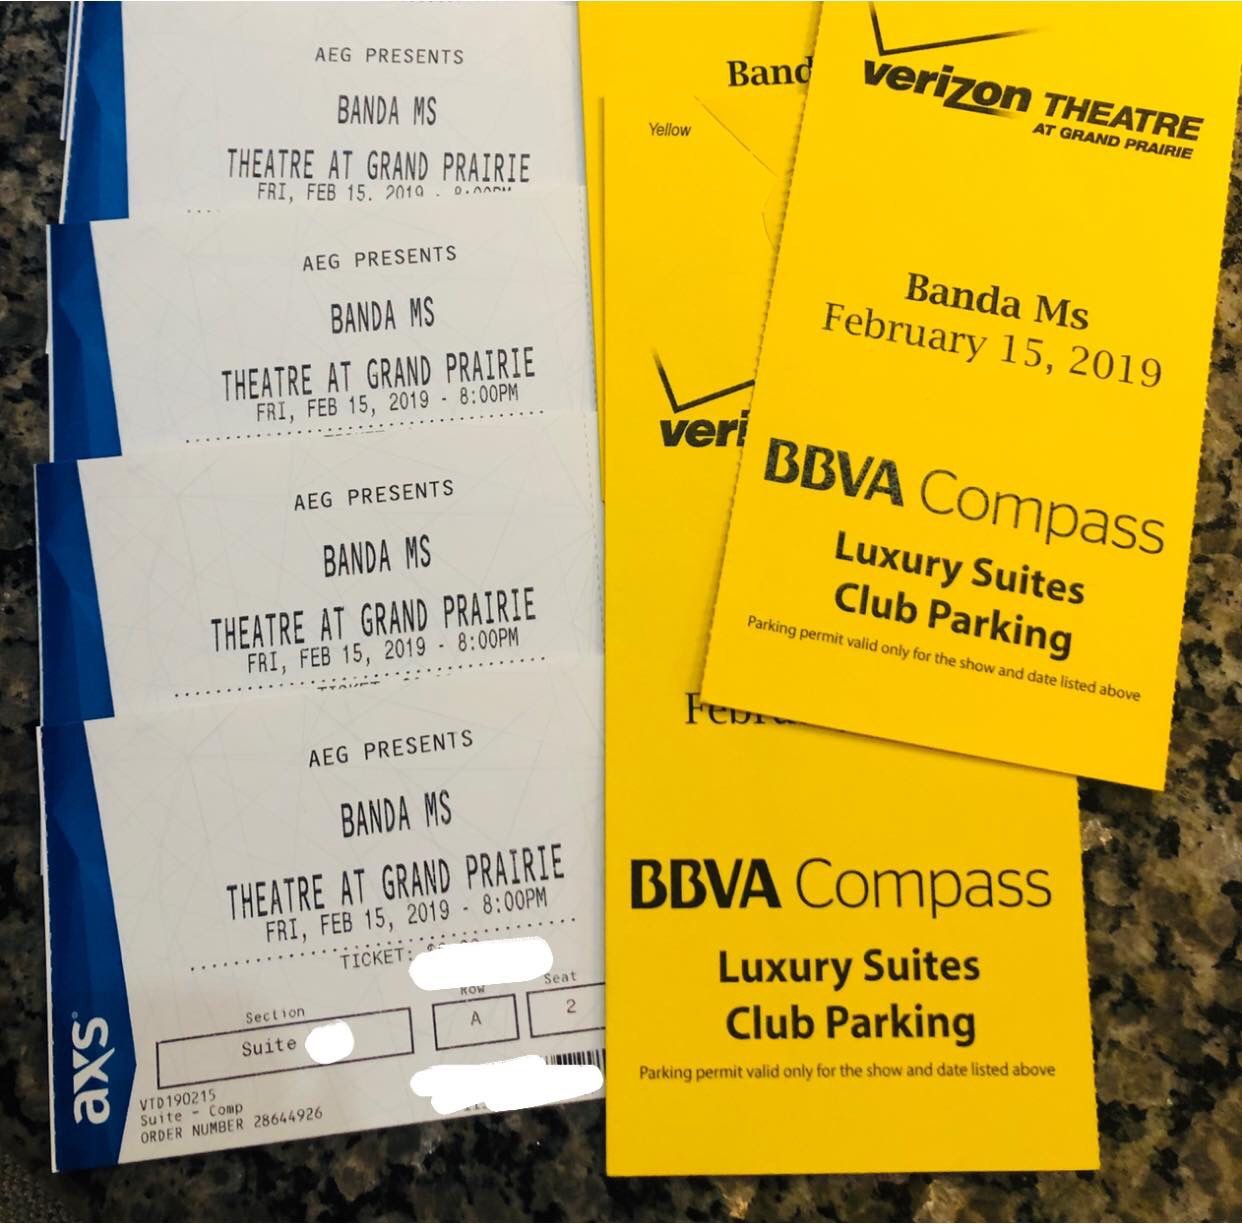 AEG PRESENTS
BANDA MS
THEATRE AT GRAND PRAIRIE
FRI, FEB 15, 2019 - 8:00PM
AEG PRESENTS
BANDA MS
THEATRE AT GRAND PRAIRIE
FRI, FEB 15, 2019 - 8:00PM
AEG PRESENTS
BANDA MS
THEATRE AT GRAND PRAIRIE
FRI, FEB 15, 2019 - 8:00PM
TICKET
AEG PRESENTS
BANDA MS
THEATRE AT GRAND PRAIRIE
FRI, FEB 15, 2019 - 8:00PM
TICKET:
Section Row Seat
Suite A 2
axs
VTD190215
Suite - Comp
ORDER NUMBER 28644926
Band
Yellow
veri
Febru
BBVA Compass
Luxury Suites
Club Parking
Parking permit valid only for the show and date listed above
verizon THEATRE
AT GRAND PRAIRIE
Banda Ms
February 15, 2019
BBVA Compass
Luxury Suites
Club Parking
Parking permit valid only for the show and date listed above